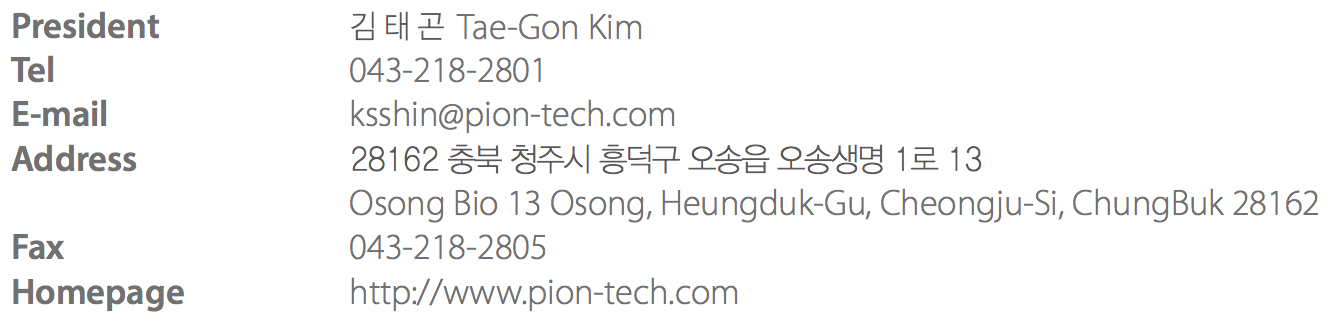 President 김 태 곤 Tae-Gon Kim
Tel 043-218-2801
E-mail ksshin@pion-tech.com
Address 28162 충북 청주시 흥덕구 오송읍 오송생명 1로 13
Osong Bio 13 Osong, Heungduk-Gu, Cheongju-Si, ChungBuk 28162
Fax 043-218-2805
Homepage http://www.pion-tech.com